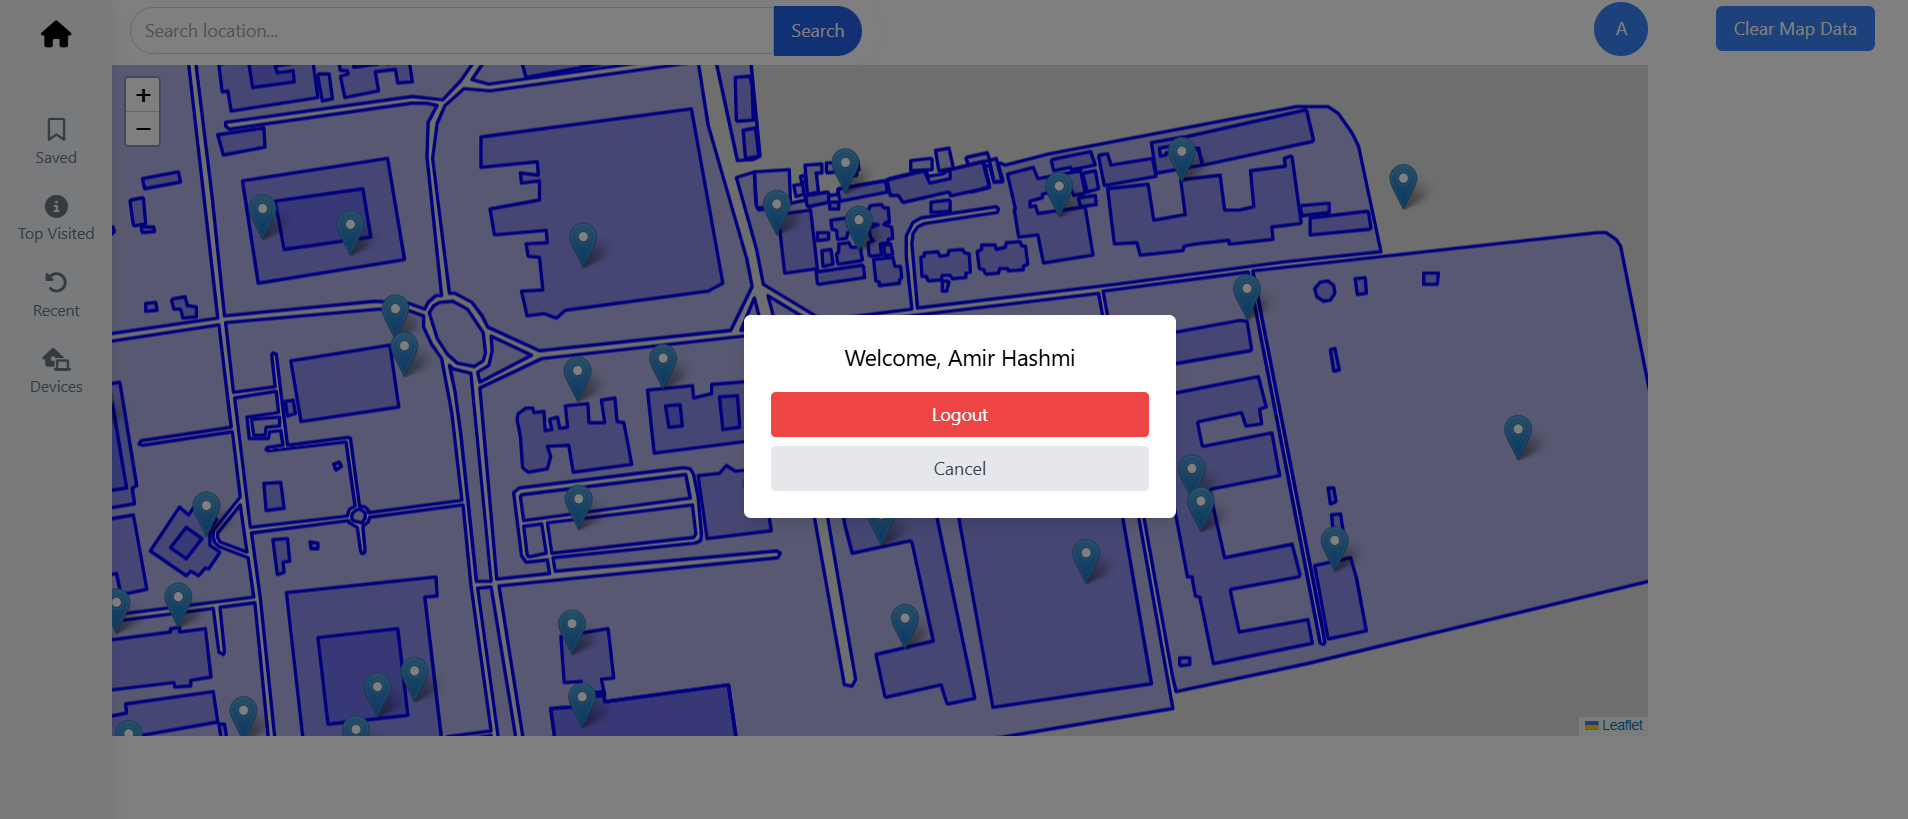 Search location...
Search
A
Clear Map Data
+
−
Saved
Top Visited
Recent
Devices
Welcome, Amir Hashmi
Logout
Cancel
Leaflet